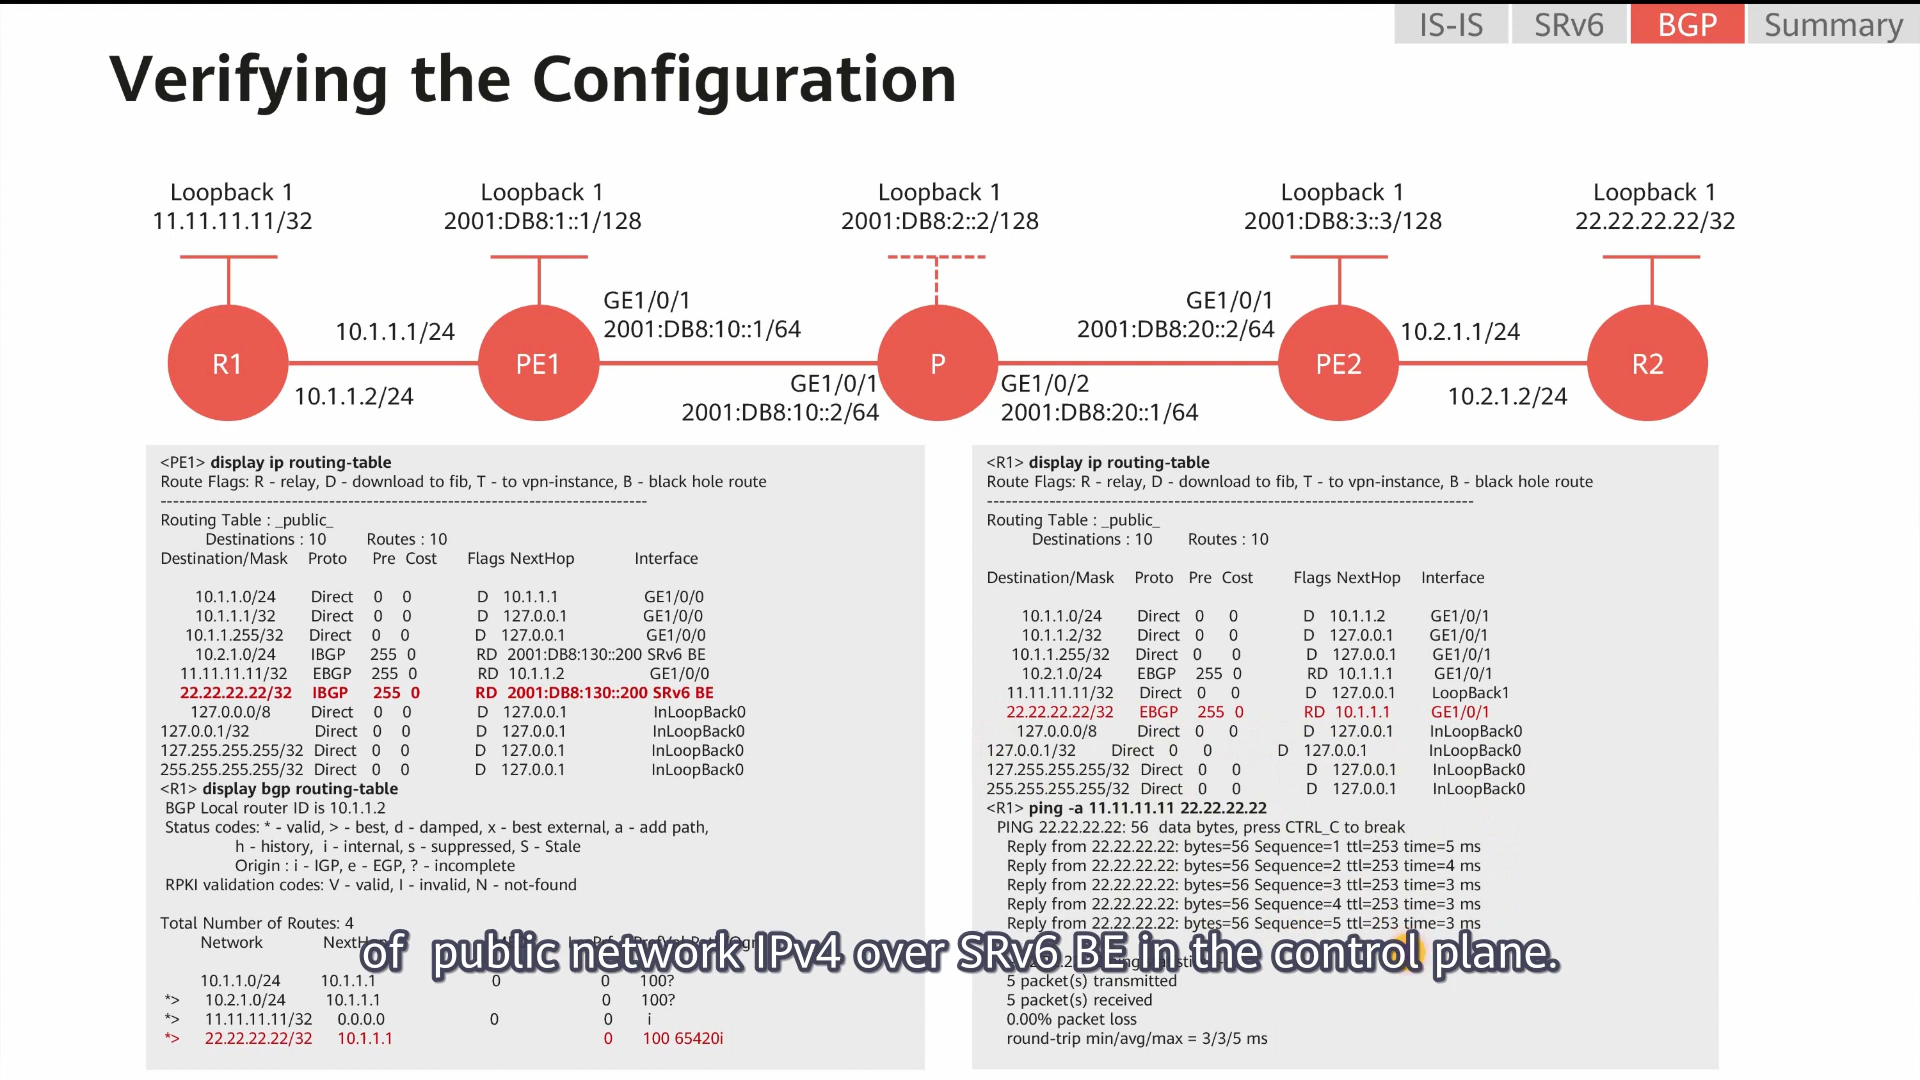 IS-IS SRv6 BGP Summary
Verifying the Configuration
Loopback 1 Loopback 1 Loopback 1 Loopback 1 Loopback 1
11.11.11.11/32 2001:DB8:1::1/128 2001:DB8:2::2/128 2001:DB8:3::3/128 22.22.22.22/32
GE1/0/1 GE1/0/1
10.1.1.1/24 2001:DB8:10::1/64 2001:DB8:20::2/64 10.2.1.1/24
R1 PE1 P PE2 R2
10.1.1.2/24 GE1/0/1 GE1/0/2 10.2.1.2/24
2001:DB8:10::2/64 2001:DB8:20::1/64
<PE1> display ip routing-table
Route Flags: R - relay, D - download to fib, T - to vpn-instance, B - black hole route
-------------------------------------------------------------------------------
Routing Table : _public_
Destinations : 10 Routes : 10
Destination/Mask Proto Pre Cost Flags NextHop Interface
10.1.1.0/24 Direct 0 0 D 10.1.1.1 GE1/0/0
10.1.1.1/32 Direct 0 0 D 127.0.0.1 GE1/0/0
10.1.1.255/32 Direct 0 0 D 127.0.0.1 GE1/0/0
10.2.1.0/24 IBGP 255 0 RD 2001:DB8:130::200 SRv6 BE
11.11.11.11/32 EBGP 255 0 RD 10.1.1.2 GE1/0/0
22.22.22.22/32 IBGP 255 0 RD 2001:DB8:130::200 SRv6 BE
127.0.0.0/8 Direct 0 0 D 127.0.0.1 InLoopBack0
127.0.0.1/32 Direct 0 0 D 127.0.0.1 InLoopBack0
127.255.255.255/32 Direct 0 0 D 127.0.0.1 InLoopBack0
255.255.255.255/32 Direct 0 0 D 127.0.0.1 InLoopBack0
<R1> display bgp routing-table
BGP Local router ID is 10.1.1.2
Status codes: * - valid, > - best, d - damped, x - best external, a - add path,
h - history, i - internal, s - suppressed, S - Stale
Origin : i - IGP, e - EGP, ? - incomplete
RPKI validation codes: V - valid, I - invalid, N - not-found
Total Number of Routes: 4
Network
10.1.1.0/24 10.1.1.1 0 0 100?
*> 10.2.1.0/24 10.1.1.1 0 100?
*> 11.11.11.11/32 0.0.0.0 0 0 i
*> 22.22.22.22/32 10.1.1.1 0 100 65420i
<R1> display ip routing-table
Route Flags: R - relay, D - download to fib, T - to vpn-instance, B - black hole route
-------------------------------------------------------------------------------
Routing Table : _public_
Destinations : 10 Routes : 10
Destination/Mask Proto Pre Cost Flags NextHop Interface
10.1.1.0/24 Direct 0 0 D 10.1.1.2 GE1/0/1
10.1.1.2/32 Direct 0 0 D 127.0.0.1 GE1/0/1
10.1.1.255/32 Direct 0 0 D 127.0.0.1 GE1/0/1
10.2.1.0/24 EBGP 255 0 RD 10.1.1.1 GE1/0/1
11.11.11.11/32 Direct 0 0 D 127.0.0.1 LoopBack1
22.22.22.22/32 EBGP 255 0 RD 10.1.1.1 GE1/0/1
127.0.0.0/8 Direct 0 0 D 127.0.0.1 InLoopBack0
127.0.0.1/32 Direct 0 0 D 127.0.0.1 InLoopBack0
127.255.255.255/32 Direct 0 0 D 127.0.0.1 InLoopBack0
255.255.255.255/32 Direct 0 0 D 127.0.0.1 InLoopBack0
<R1> ping -a 11.11.11.11 22.22.22.22
PING 22.22.22.22: 56 data bytes, press CTRL_C to break
Reply from 22.22.22.22: bytes=56 Sequence=1 ttl=253 time=5 ms
Reply from 22.22.22.22: bytes=56 Sequence=2 ttl=253 time=4 ms
Reply from 22.22.22.22: bytes=56 Sequence=3 ttl=253 time=3 ms
Reply from 22.22.22.22: bytes=56 Sequence=4 ttl=253 time=3 ms
Reply from 22.22.22.22: bytes=56 Sequence=5 ttl=253 time=3 ms
5 packet(s) transmitted
5 packet(s) received
0.00% packet loss
round-trip min/avg/max = 3/3/5 ms
of public network IPv4 over SRv6 BE in the control plane.